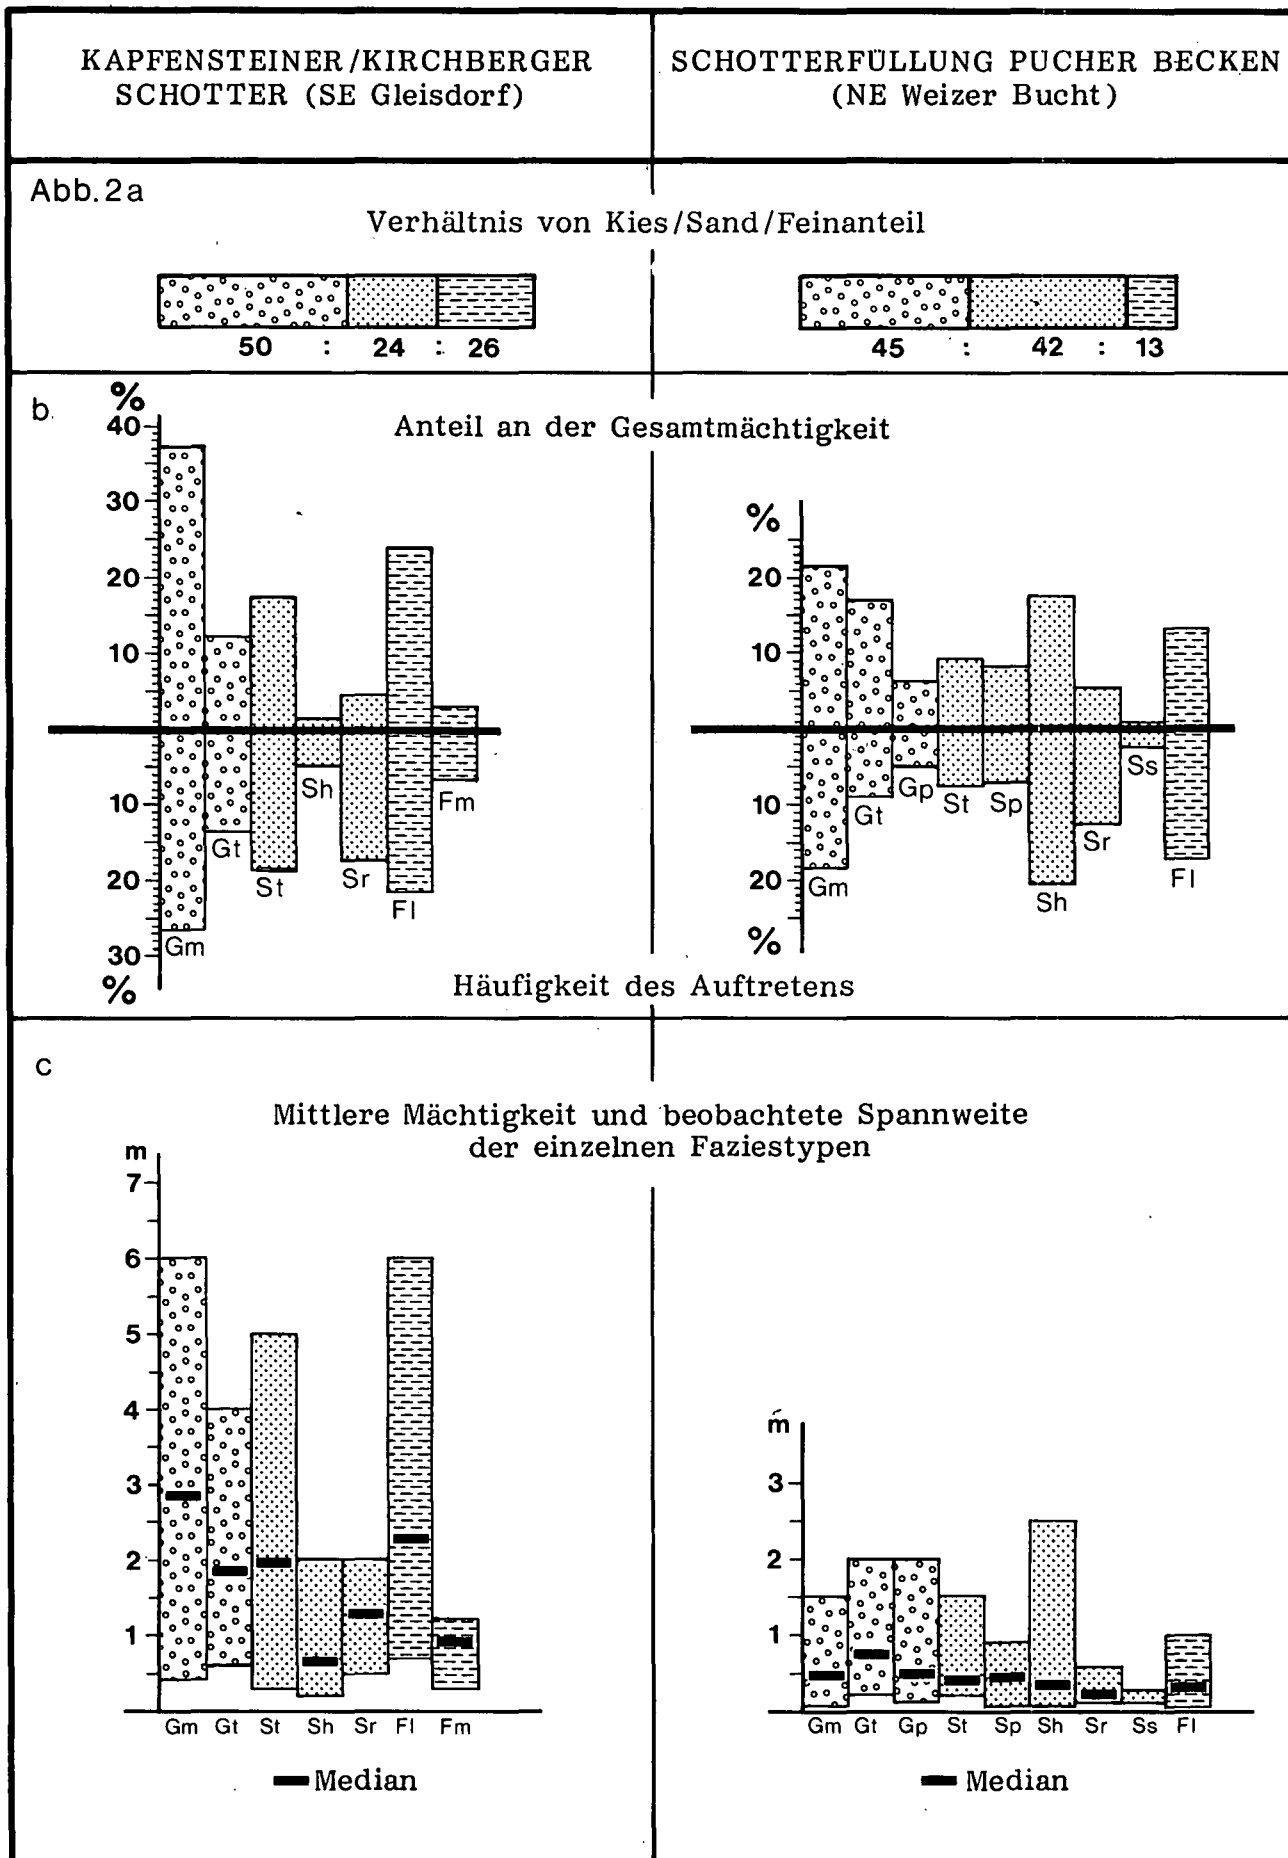 KAPFENSTEINER/KIRCHBERGER
SCHOTTER (SE Gleisdorf)
SCHOTTERFÜLLUNG PUCHER BECKEN
(NE Weizer Bucht)
Abb. 2a
Verhältnis von Kies/Sand/Feinanteil
50 : 24 : 26
45 : 42 : 13
b
Anteil an der Gesamtmächtigkeit
%
40
30
20
10
10
20
30
%
Gm
Gt
St
Sh
Sr
Fl
Fm
%
20
10
10
20
%
Gm
Gt
Gp
St
Sp
Sh
Sr
Ss
Fl
Häufigkeit des Auftretens
c
Mittlere Mächtigkeit und beobachtete Spannweite
der einzelnen Faziestypen
m
7
6
5
4
3
2
1
Gm Gt St Sh Sr Fl Fm
Median
m
3
2
1
Gm Gt Gp St Sp Sh Sr Ss Fl
Median